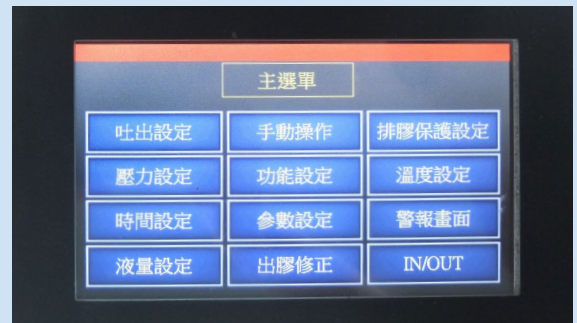 主選單
吐出設定 手動操作 排膠保護設定
壓力設定 功能設定 溫度設定
時間設定 參數設定 警報畫面
液量設定 出膠修正 IN/OUT